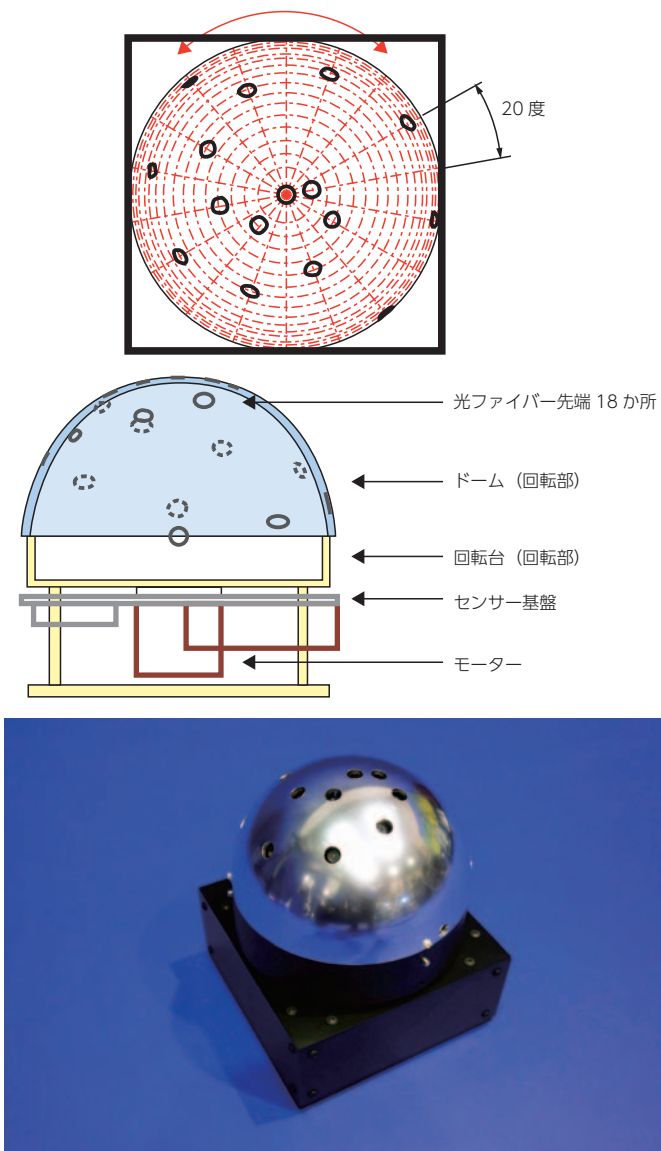 20 度
光ファイバー先端 18 か所
ドーム（回転部）
回転台（回転部）
センサー基盤
モーター